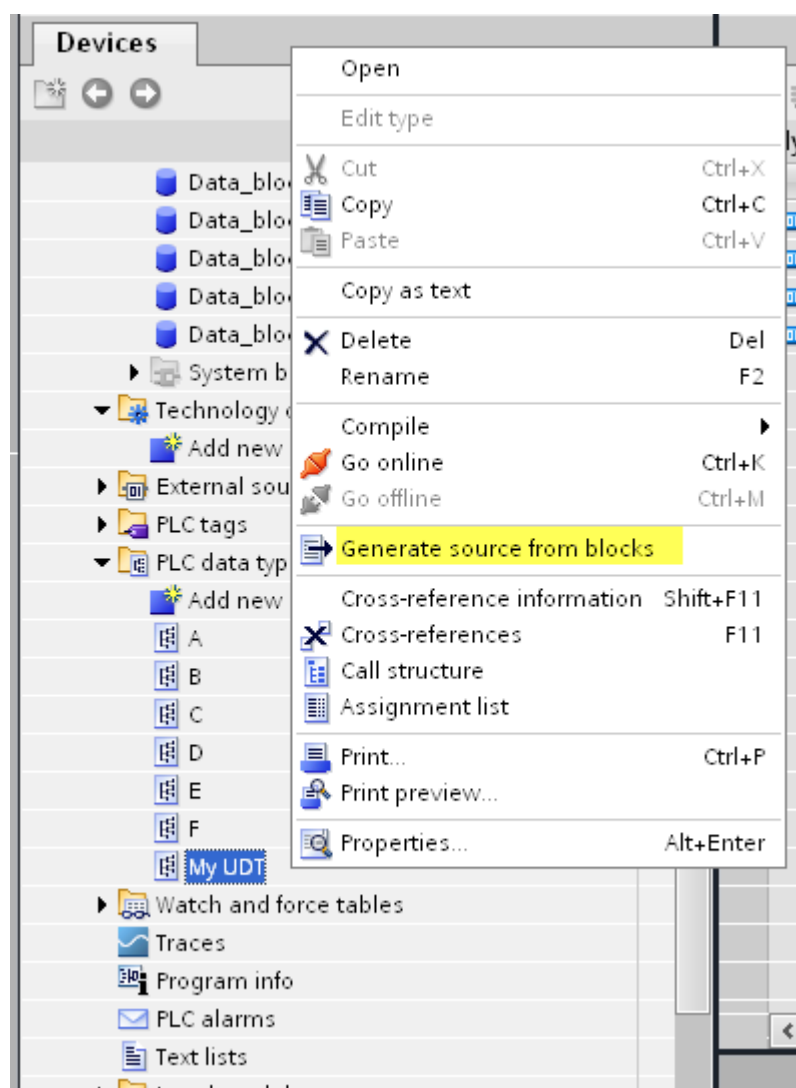 Devices
Open
Edit type
Cut Ctrl+X
Copy Ctrl+C
Paste Ctrl+V
Copy as text
Delete Del
Rename F2
Compile
Go online Ctrl+K
Go offline Ctrl+M
Generate source from blocks
Cross-reference information Shift+F11
Cross-references F11
Call structure
Assignment list
Print... Ctrl+P
Print preview...
Properties... Alt+Enter
Data_blo
Data_blo
Data_blo
Data_blo
Data_blo
System b
Technology
Add new
External sou
PLC tags
PLC data typ
Add new
A
B
C
D
E
F
My UDT
Watch and force tables
Traces
Program info
PLC alarms
Text lists